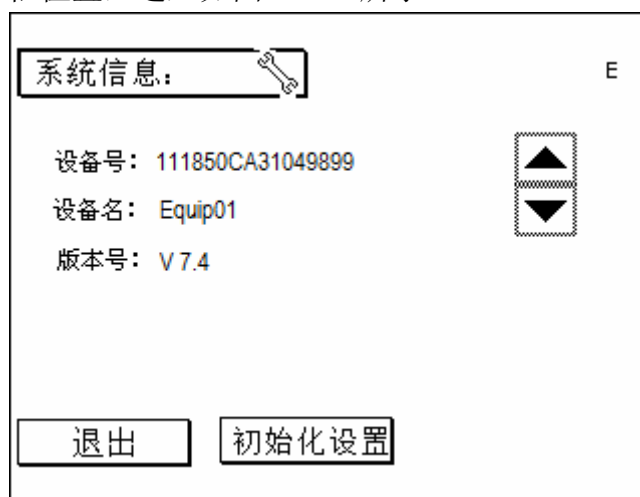 系统信息：
E
设备号：111850CA31049899
设备名：Equip01
版本号：V 7.4
退出
初始化设置